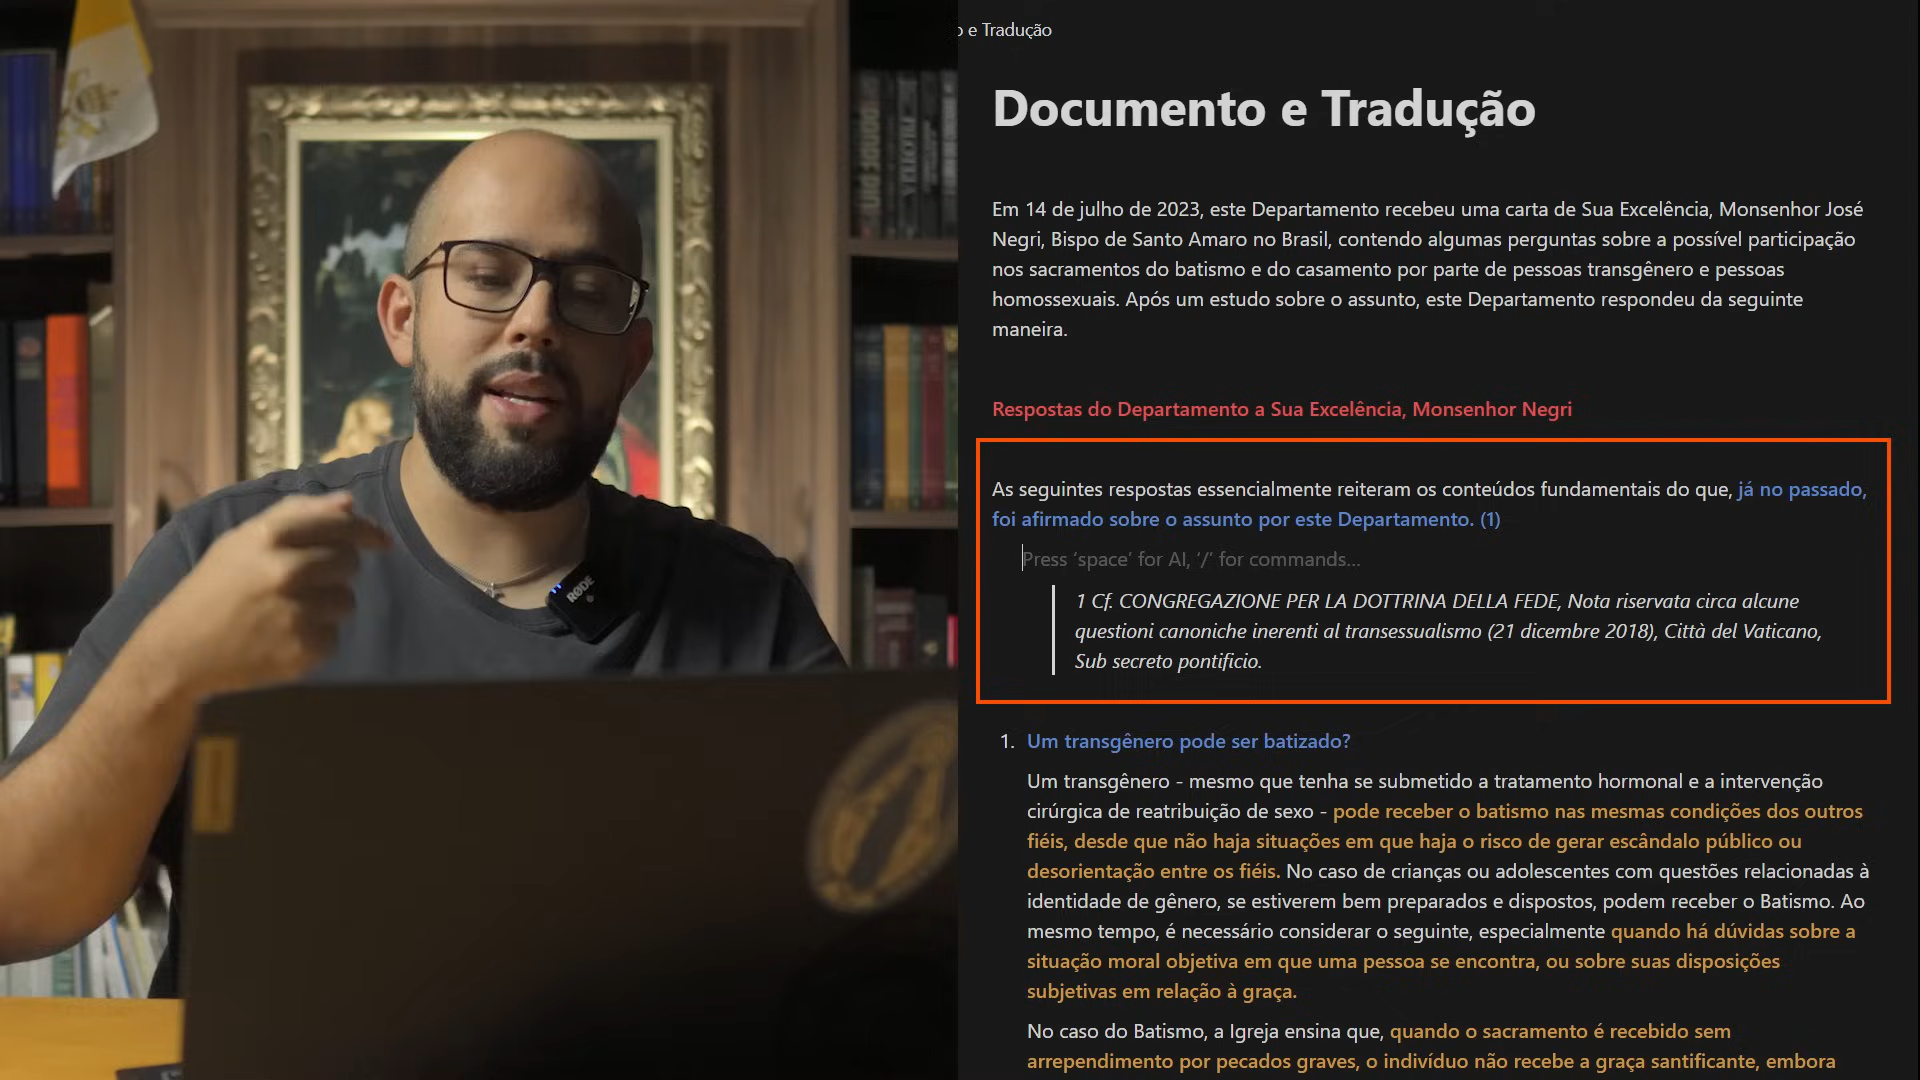 o e Tradução
Documento e Tradução
Em 14 de julho de 2023, este Departamento recebeu uma carta de Sua Excelência, Monsenhor José
Negri, Bispo de Santo Amaro no Brasil, contendo algumas perguntas sobre a possível participação
nos sacramentos do batismo e do casamento por parte de pessoas transgênero e pessoas
homossexuais. Após um estudo sobre o assunto, este Departamento respondeu da seguinte
maneira.
Respostas do Departamento a Sua Excelência, Monsenhor Negri
As seguintes respostas essencialmente reiteram os conteúdos fundamentais do que, já no passado,
foi afirmado sobre o assunto por este Departamento. (1)
Press ‘space’ for AI, ‘/’ for commands...
1 Cf. CONGREGAZIONE PER LA DOTTRINA DELLA FEDE, Nota riservata circa alcune
questioni canoniche inerenti al transessualismo (21 dicembre 2018), Città del Vaticano,
Sub secreto pontificio.
1. Um transgênero pode ser batizado?
Um transgênero - mesmo que tenha se submetido a tratamento hormonal e a intervenção
cirúrgica de reatribuição de sexo - pode receber o batismo nas mesmas condições dos outros
fiéis, desde que não haja situações em que haja o risco de gerar escândalo público ou
desorientação entre os fiéis. No caso de crianças ou adolescentes com questões relacionadas à
identidade de gênero, se estiverem bem preparados e dispostos, podem receber o Batismo. Ao
mesmo tempo, é necessário considerar o seguinte, especialmente quando há dúvidas sobre a
situação moral objetiva em que uma pessoa se encontra, ou sobre suas disposições
subjetivas em relação à graça.
No caso do Batismo, a Igreja ensina que, quando o sacramento é recebido sem
arrependimento por pecados graves, o indivíduo não recebe a graça santificante, embora
RØDE